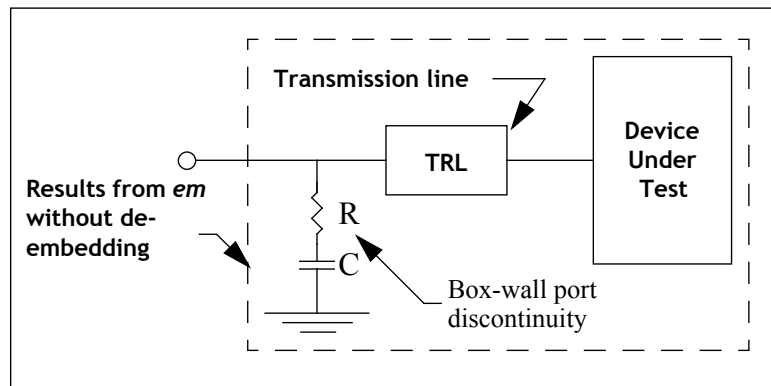 Transmission line
Device
Under
Test
TRL
Results from em
without de-
embedding
R
C
Box-wall port
discontinuity